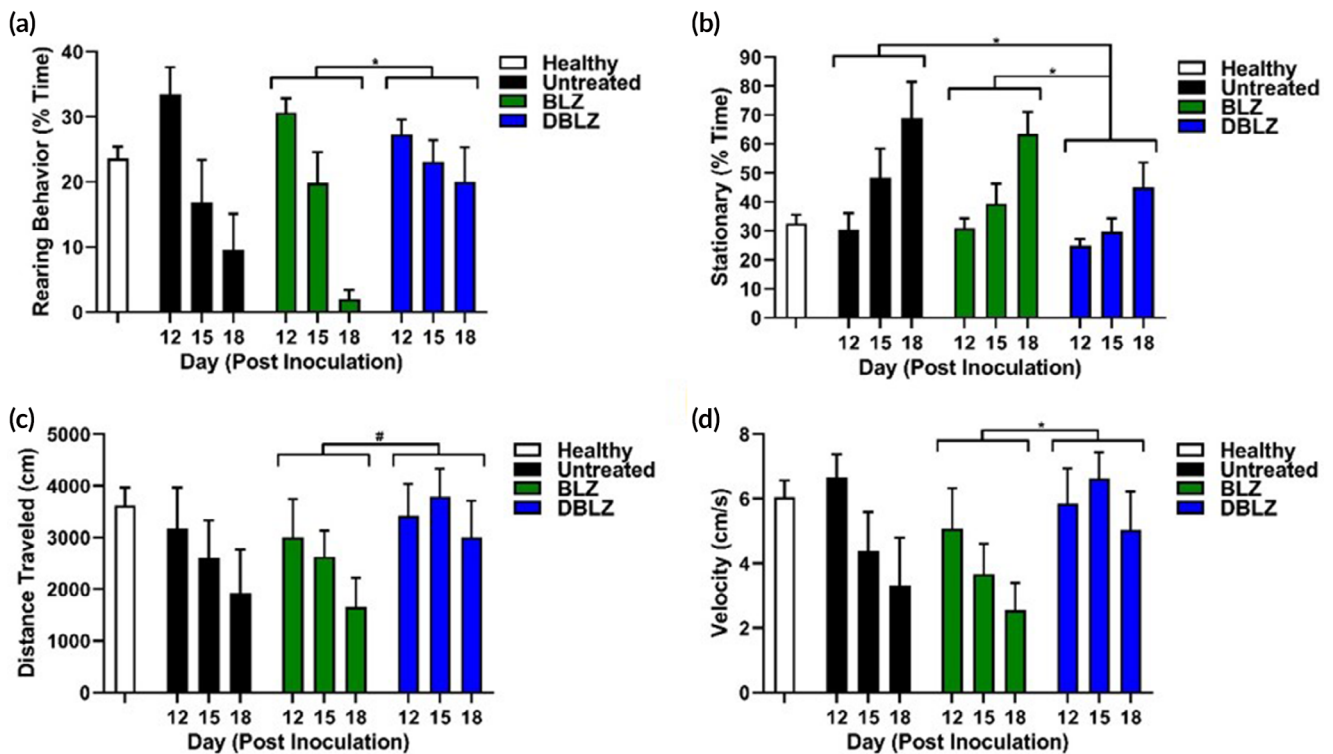 (a)
Rearing Behavior (% Time)
40
30
20
10
0
12 15 18 12 15 18 12 15 18
Day (Post Inoculation)
*
Healthy
Untreated
BLZ
DBLZ
(b)
Stationary (% Time)
90
80
70
60
50
40
30
20
10
0
12 15 18 12 15 18 12 15 18
Day (Post Inoculation)
*
*
Healthy
Untreated
BLZ
DBLZ
(c)
Distance Traveled (cm)
5000
4000
3000
2000
1000
0
12 15 18 12 15 18 12 15 18
Day (Post Inoculation)
#
Healthy
Untreated
BLZ
DBLZ
(d)
Velocity (cm/s)
8
6
4
2
0
12 15 18 12 15 18 12 15 18
Day (Post Inoculation)
*
Healthy
Untreated
BLZ
DBLZ